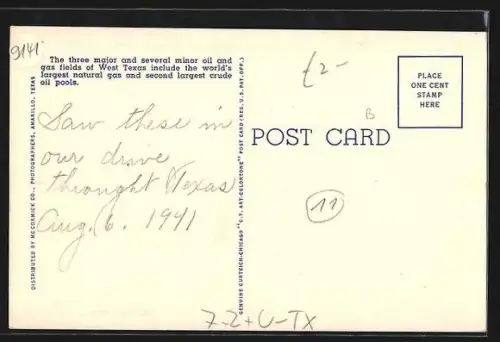 9141
The three major and several minor oil and
gas fields of West Texas include the world's
largest natural gas and second largest crude
oil pools.
Saw these in
our drive
throught Texas
Aug. 6. 1941
DISTRIBUTED BY MCCORMICK CO., PHOTOGRAPHERS, AMARILLO, TEXAS
GENUINE CURTEICH-CHICAGO "C.T. ART-COLORTONE" POST CARD (REG. U.S. PAT. OFF.)
£2-
B
POST CARD
PLACE
ONE CENT
STAMP
HERE
11
7-2+U-TX